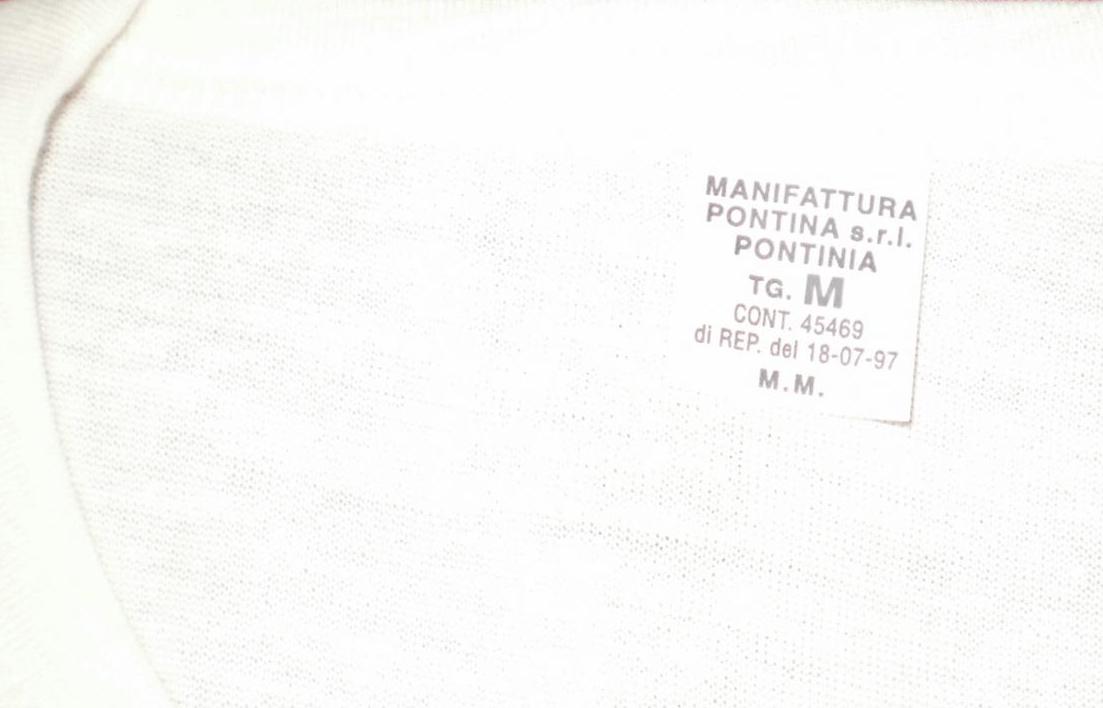 MANIFATTURA
PONTINA s.r.l.
PONTINIA
TG. M
CONT. 45469
di REP. del 18-07-97
M.M.